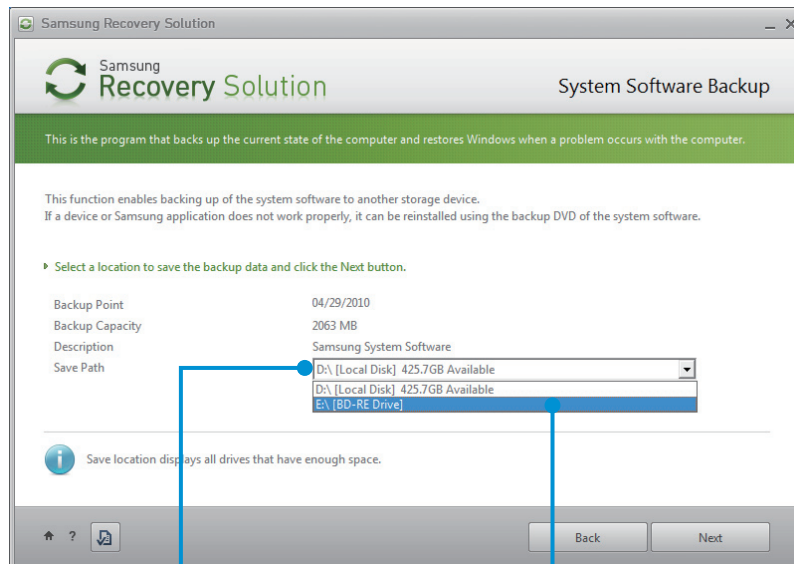 Samsung Recovery Solution
Samsung
Recovery Solution
System Software Backup
This is the program that backs up the current state of the computer and restores Windows when a problem occurs with the computer.
This function enables backing up of the system software to another storage device.
If a device or Samsung application does not work properly, it can be reinstalled using the backup DVD of the system software.
Select a location to save the backup data and click the Next button.
Backup Point 04/29/2010
Backup Capacity 2063 MB
Description Samsung System Software
Save Path D:\ [Local Disk] 425.7GB Available
D:\ [Local Disk] 425.7GB Available
E:\ [BD-RE Drive]
Save location displays all drives that have enough space.
? Back Next